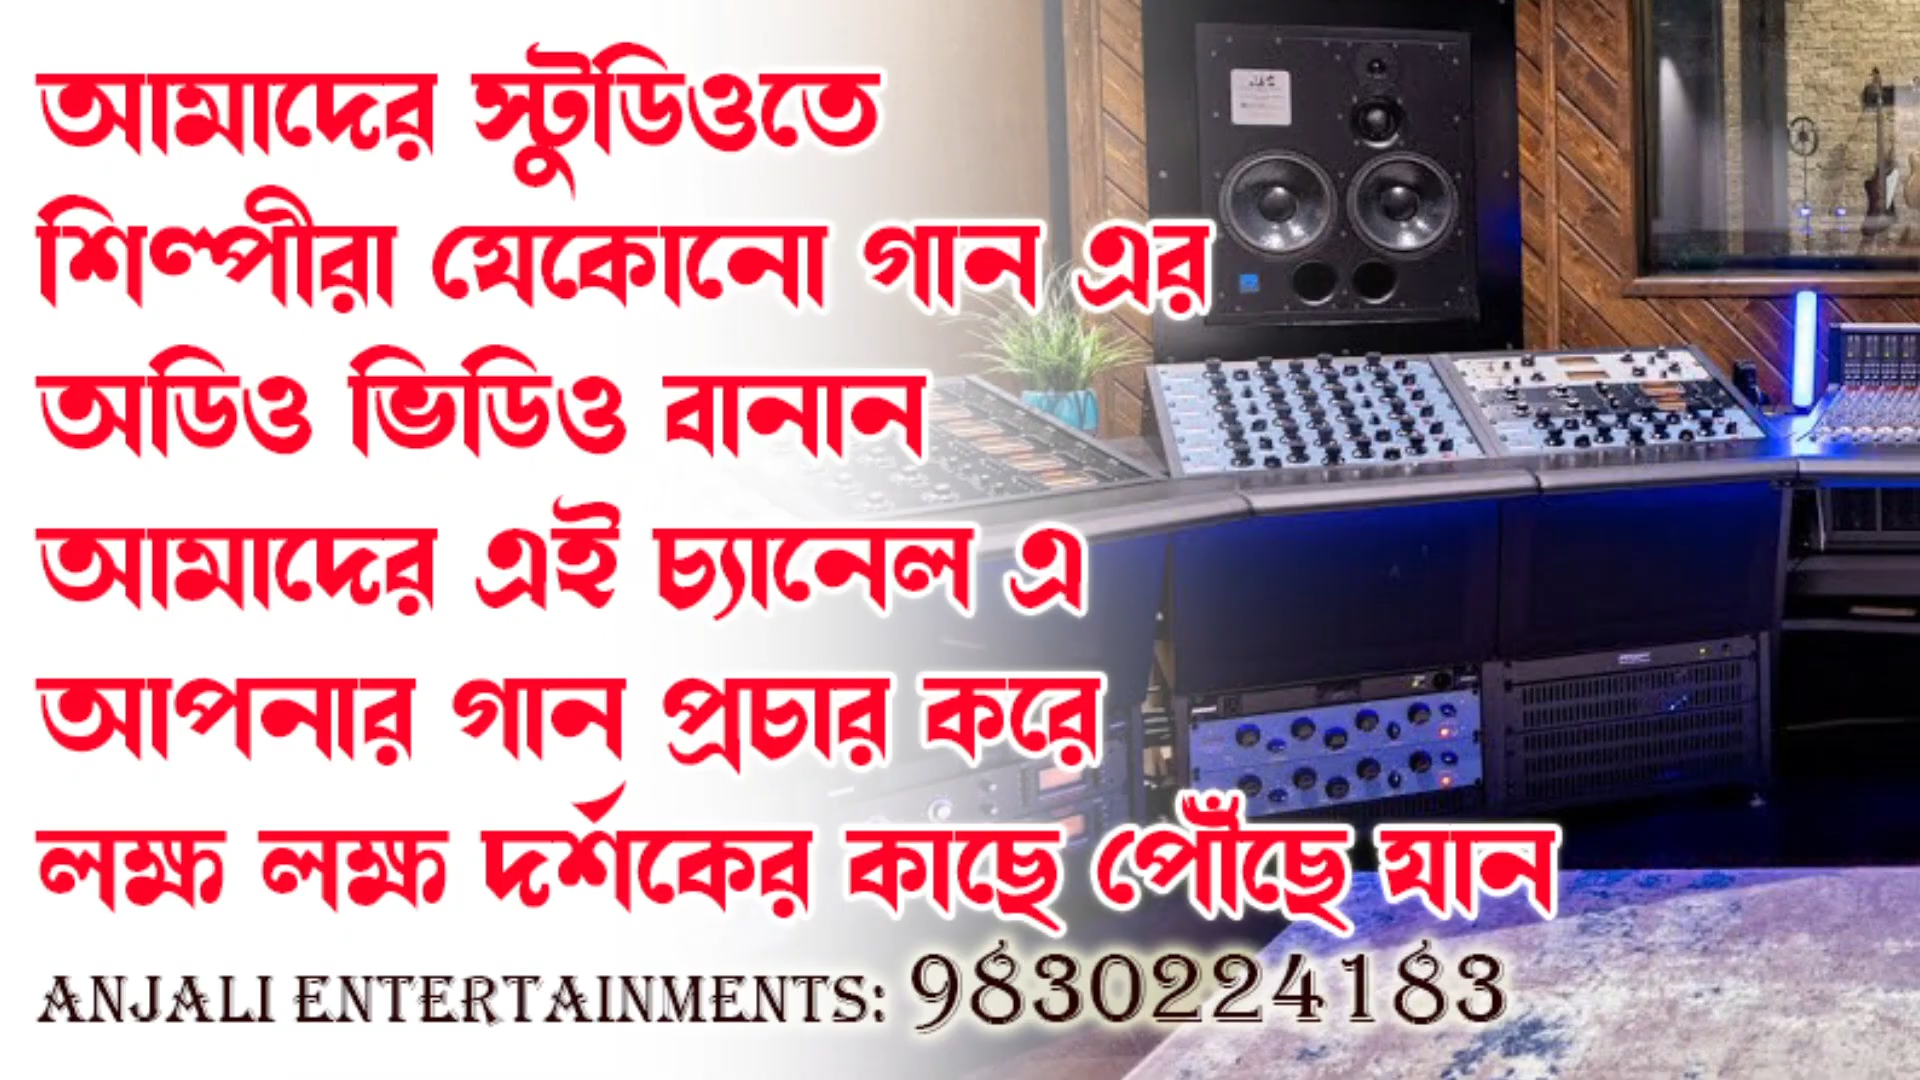 আমাদের স্টুডিওতে
শিল্পীরা যেকোনো গান এর
অডিও ভিডিও বানান
আমাদের এই চ্যানেল এ
আপনার গান প্রচার করে
লক্ষ লক্ষ দর্শকের কাছে পৌঁছে যান
ANJALI ENTERTAINMENTS: 9830224183